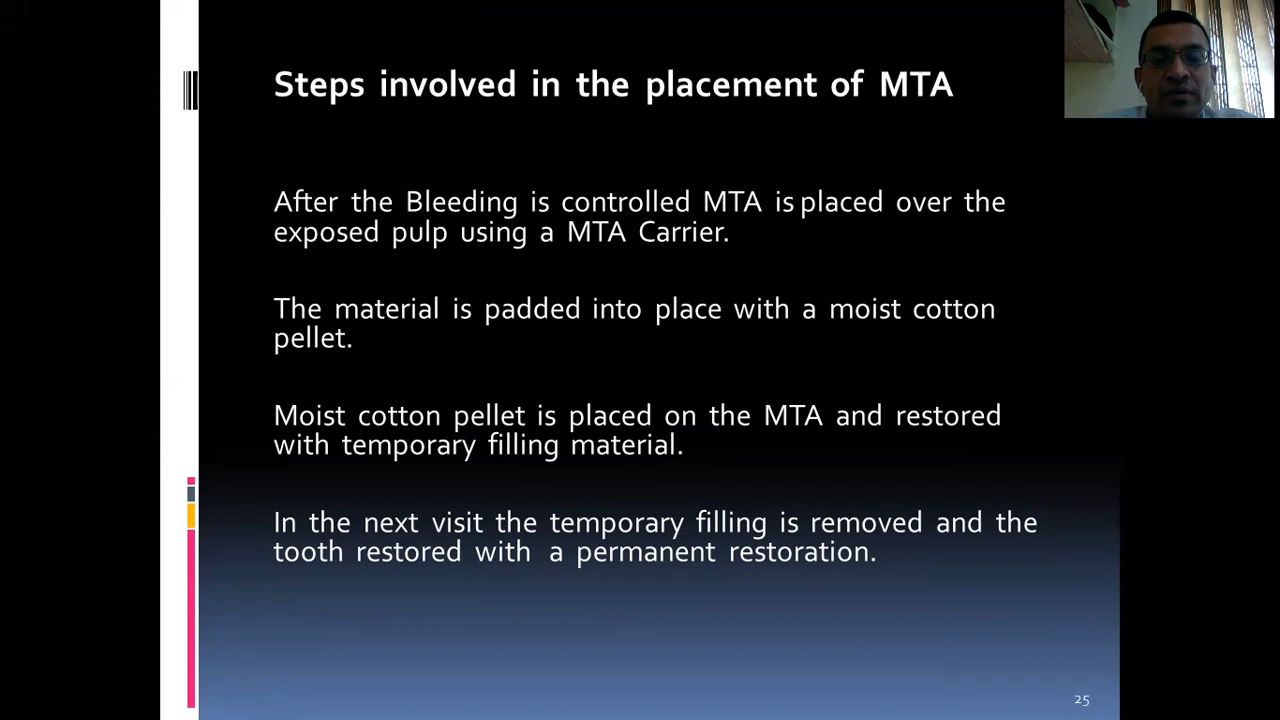 Steps involved in the placement of MTA
After the Bleeding is controlled MTA is placed over the
exposed pulp using a MTA Carrier.
The material is padded into place with a moist cotton
pellet.
Moist cotton pellet is placed on the MTA and restored
with temporary filling material.
In the next visit the temporary filling is removed and the
tooth restored with a permanent restoration.
25